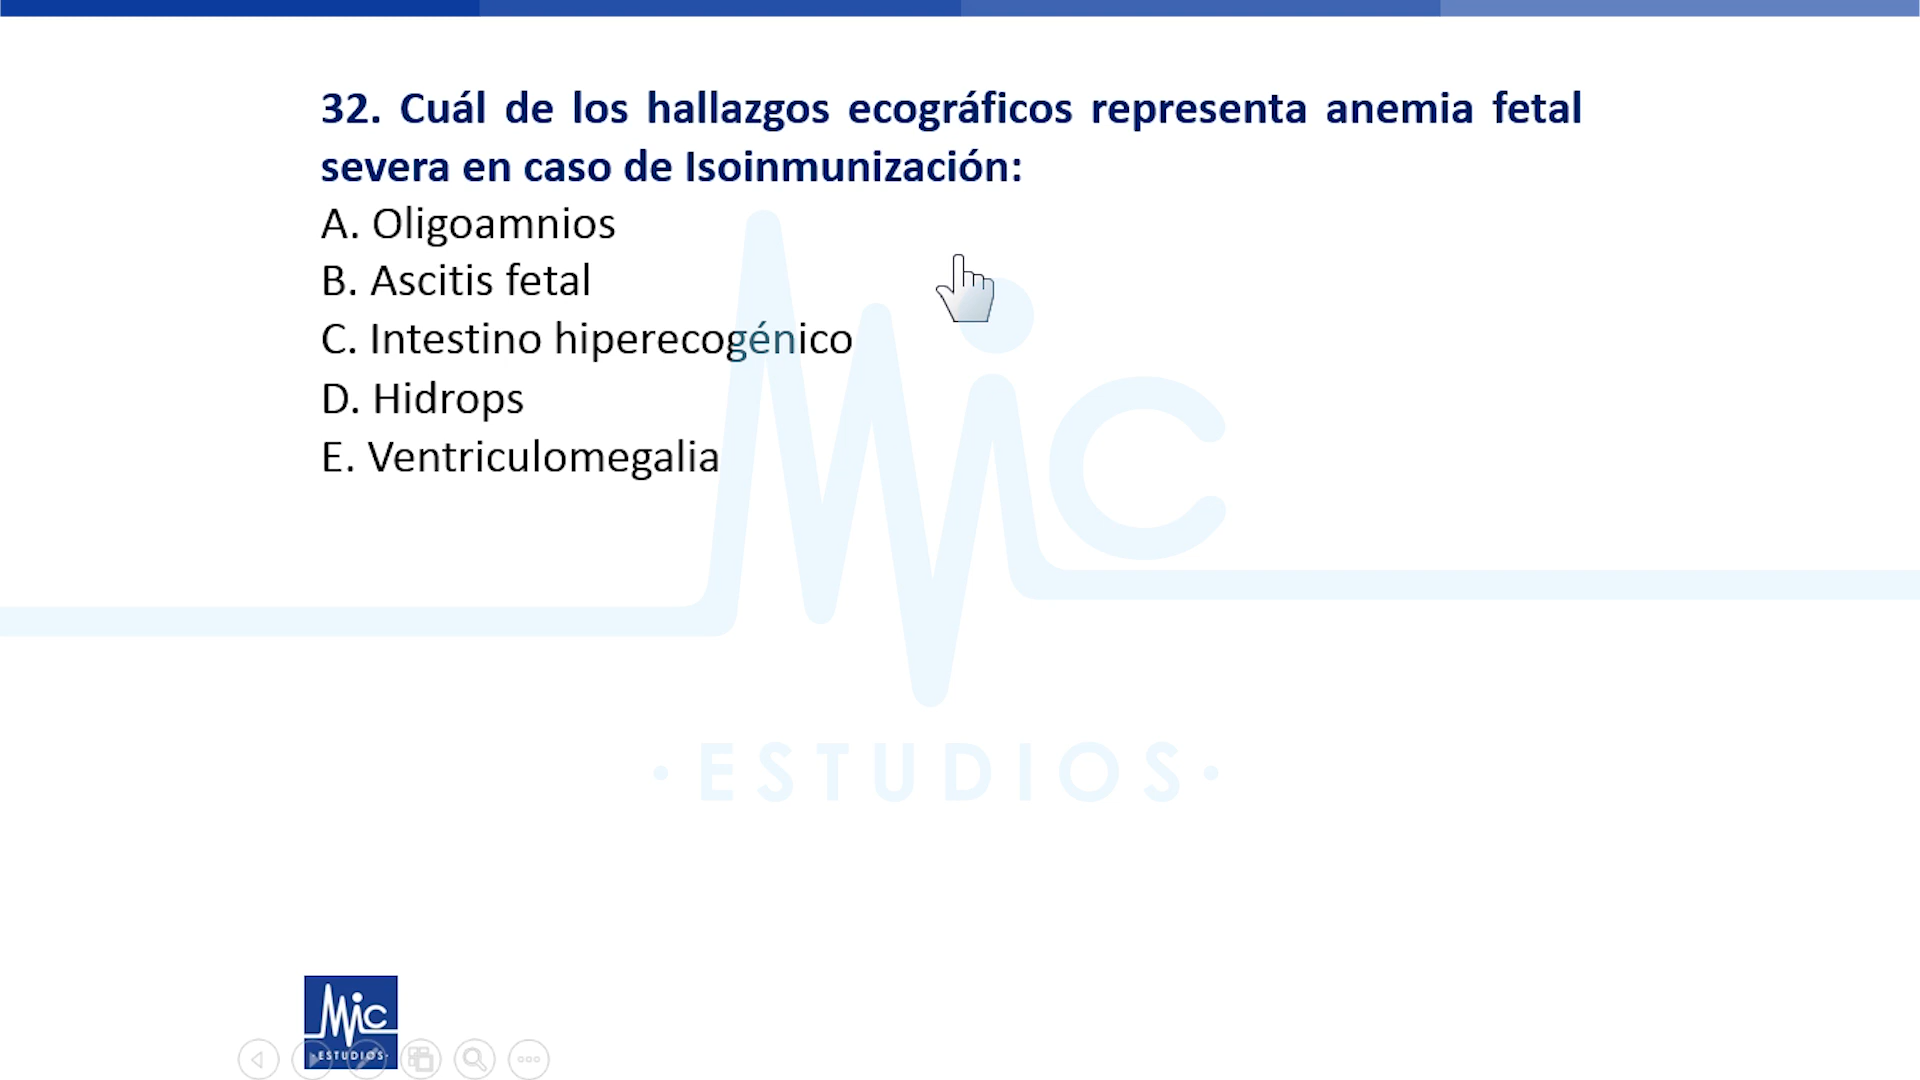 32. Cuál de los hallazgos ecográficos representa anemia fetal
severa en caso de Isoinmunización:
A. Oligoamnios
B. Ascitis fetal
C. Intestino hiperecogénico
D. Hidrops
E. Ventriculomegalia
Mic
· ESTUDIOS ·
Mic
·ESTUDIOS·